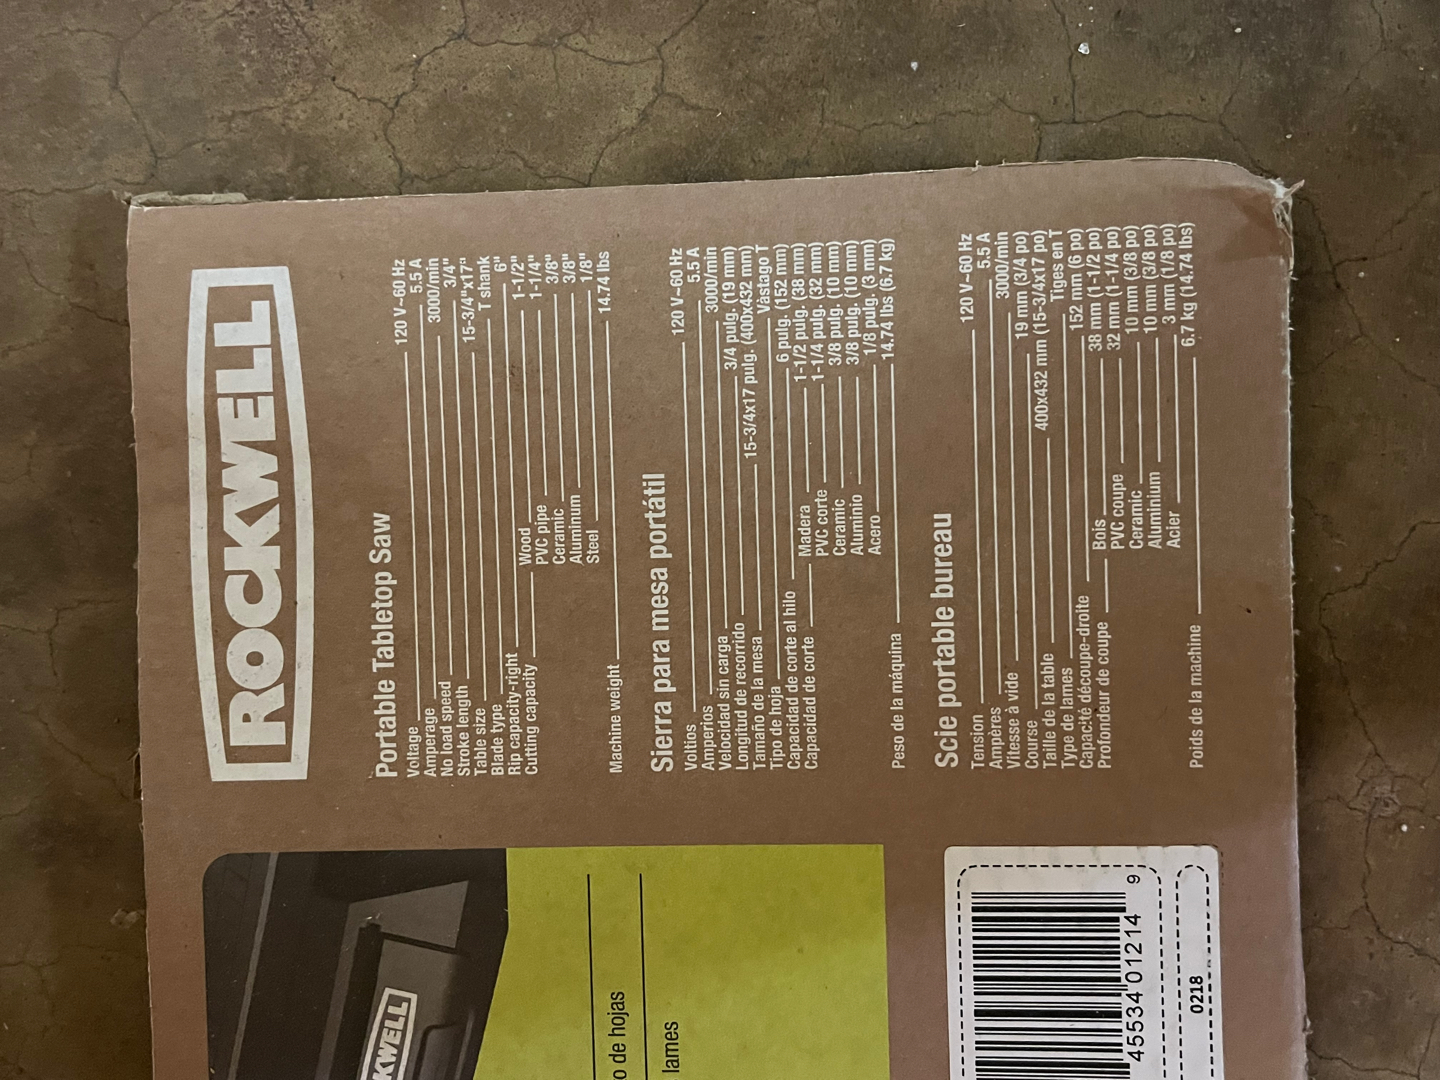 ROCKWELL
Portable Tabletop Saw
Voltage 120 V~60 Hz
Amperage 5.5 A
No load speed 3000/min
Stroke length 3/4"
Table size 15-3/4"x17"
Blade type T shank
Rip capacity-right 6"
Cutting capacity Wood 1-1/2"
PVC pipe 1-1/4"
Ceramic 3/8"
Aluminum 3/8"
Steel 1/8"
Machine weight 14.74 lbs
Sierra para mesa portátil
Voltios 120 V~60 Hz
Amperios 5.5 A
Velocidad sin carga 3000/min
Longitud de recorrido 3/4 pulg. (19 mm)
Tamaño de la mesa 15-3/4x17 pulg. (400x432 mm)
Tipo de hoja Vástago T
Capacidad de corte al hilo 6 pulg. (152 mm)
Capacidad de corte Madera 1-1/2 pulg. (38 mm)
PVC corte 1-1/4 pulg. (32 mm)
Ceramic 3/8 pulg. (10 mm)
Aluminio 3/8 pulg. (10 mm)
Acero 1/8 pulg. (3 mm)
Peso de la máquina 14.74 lbs (6.7 kg)
Scie portable bureau
Tension 120 V~60 Hz
Ampères 5.5 A
Vitesse à vide 3000/min
Course 19 mm (3/4 po)
Taille de la table 400x432 mm (15-3/4x17 po)
Type de lames Tiges en T
Capacité découpe-droite 152 mm (6 po)
Profondeur de coupe Bois 38 mm (1-1/2 po)
PVC coupe 32 mm (1-1/4 po)
Ceramic 10 mm (3/8 po)
Aluminium 10 mm (3/8 po)
Acier 3 mm (1/8 po)
Poids de la machine 6.7 kg (14.74 lbs)
KWELL
o de hojas
lames
45534 01214 9
0218